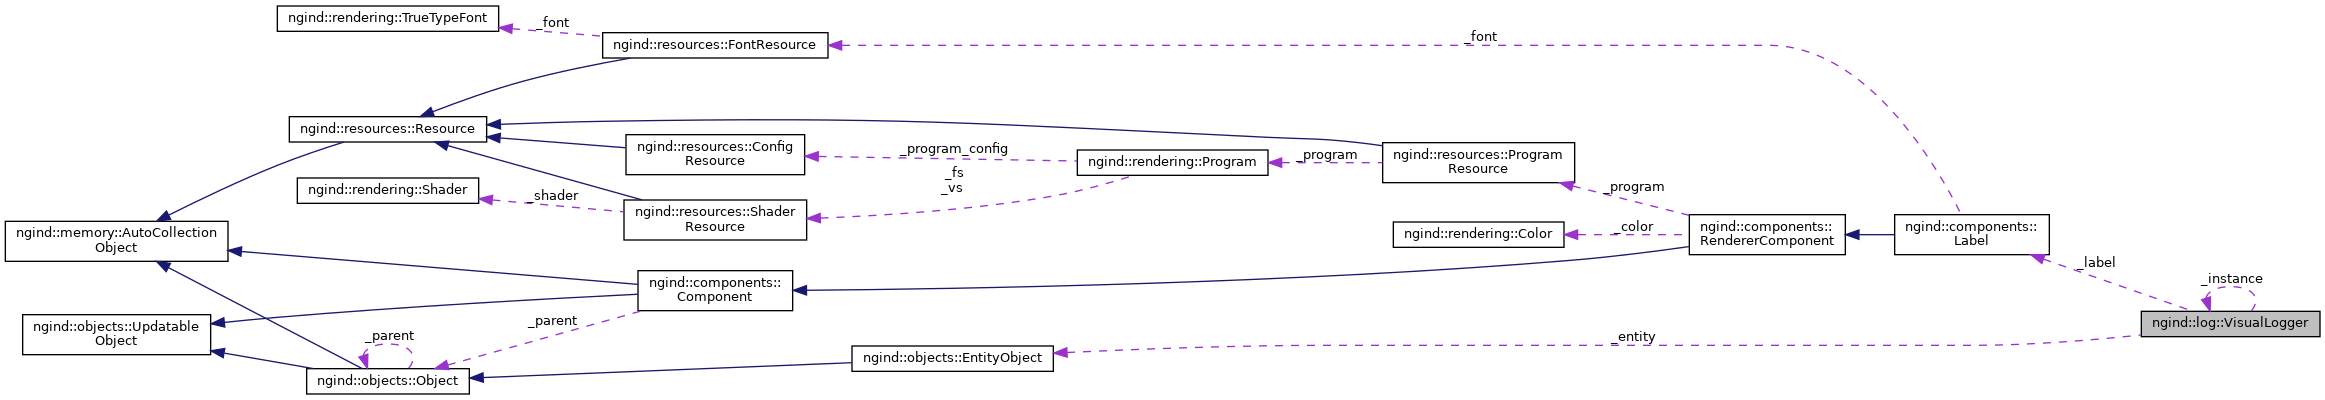 ngind::rendering::TrueTypeFont
_font
ngind::resources::FontResource
_font
ngind::resources::Resource
ngind::resources::Config
Resource
_program_config
ngind::rendering::Program
_program
ngind::resources::Program
Resource
_fs
_vs
ngind::rendering::Shader
_shader
ngind::resources::Shader
Resource
_program
ngind::memory::AutoCollection
Object
ngind::rendering::Color
_color
ngind::components::
RendererComponent
ngind::components::
Label
_label
_instance
ngind::components::
Component
ngind::objects::Updatable
Object
_parent
_parent
ngind::log::VisualLogger
_entity
ngind::objects::EntityObject
ngind::objects::Object